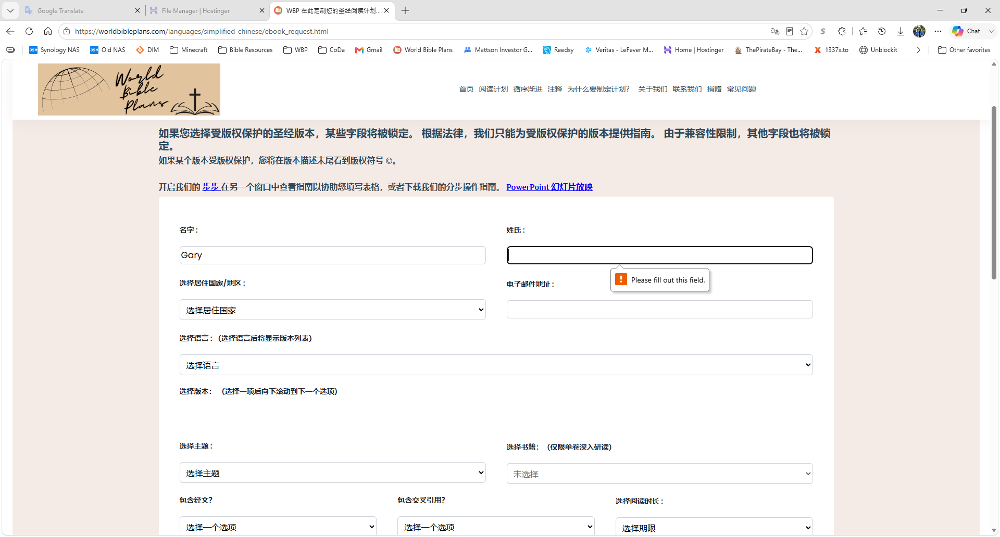 Google Translate
File Manager | Hostinger
WBP 在此定制您的圣经阅读计划...
https://worldbibleplans.com/languages/simplified-chinese/ebook_request.html
Chat
Synology NAS
Old NAS
DIM
Minecraft
Bible Resources
WBP
CoDa
Gmail
World Bible Plans
Mattson Investor G...
Reedsy
Veritas - LeFever M...
Home | Hostinger
ThePirateBay - The...
1337x.to
Unblockit
Other favorites
World
Bible
Plans
首页 阅读计划 循序渐进 注释 为什么要制定计划？ 关于我们 联系我们 捐赠 常见问题
如果您选择受版权保护的圣经版本，某些字段将被锁定。 根据法律，我们只能为受版权保护的版本提供指南。 由于兼容性限制，其他字段也将被锁
定。
如果某个版本受版权保护，您将在版本描述末尾看到版权符号 ©。
开启我们的 步步 在另一个窗口中查看指南以协助您填写表格，或者下载我们的分步操作指南。 PowerPoint 幻灯片放映
名字：
姓氏：
Gary
Please fill out this field.
选择居住国家/地区：
电子邮件地址：
选择居住国家
选择语言：（选择语言后将显示版本列表）
选择语言
选择版本： （选择一项后向下滚动到下一个选项）
选择主题：
选择书籍：（仅限单卷深入研读）
选择主题
未选择
包含经文？
包含交叉引用？
选择阅读时长：
选择一个选项
选择一个选项
选择期限